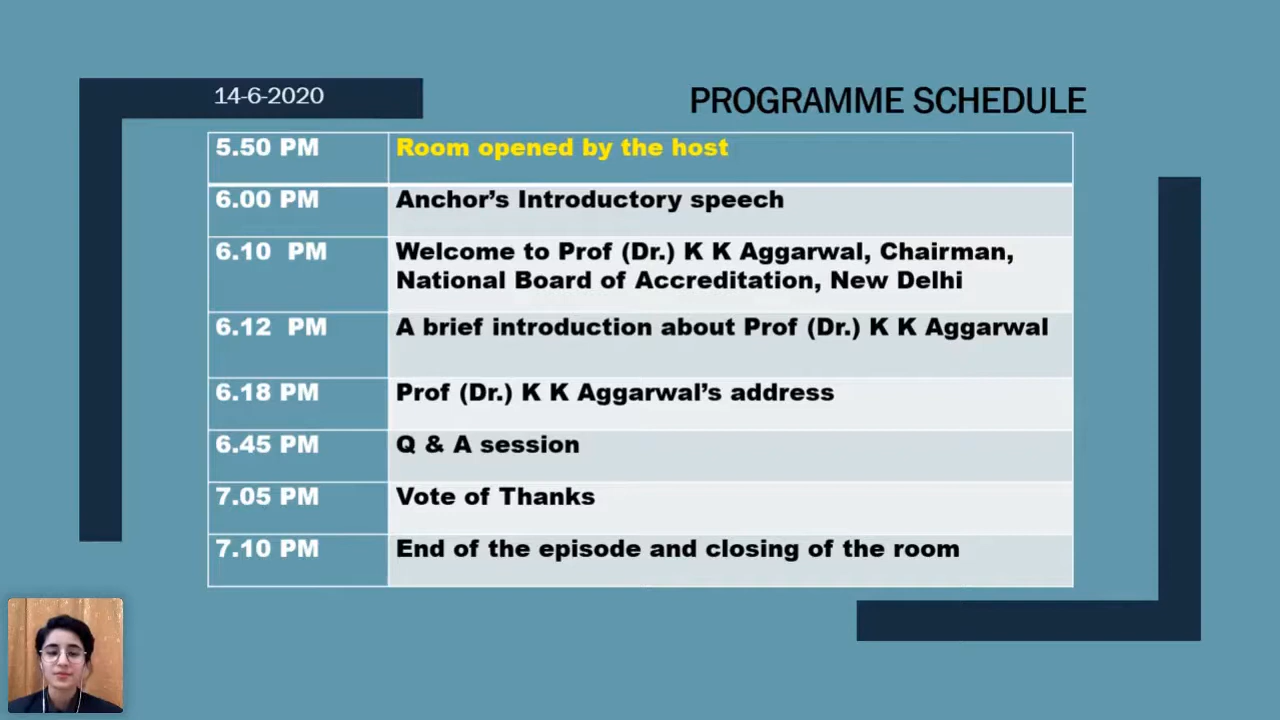 14-6-2020
PROGRAMME SCHEDULE
5.50 PM Room opened by the host
6.00 PM Anchor’s Introductory speech
6.10 PM Welcome to Prof (Dr.) K K Aggarwal, Chairman,
National Board of Accreditation, New Delhi
6.12 PM A brief introduction about Prof (Dr.) K K Aggarwal
6.18 PM Prof (Dr.) K K Aggarwal’s address
6.45 PM Q & A session
7.05 PM Vote of Thanks
7.10 PM End of the episode and closing of the room